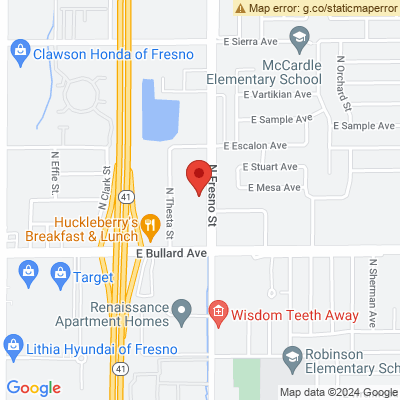 Map error: g.co/staticmaperror
E Sierra Ave
Clawson Honda of Fresno
McCardle
Elementary School
N Orchard St
E Vartikian Ave
E Sample Ave
E Sample Ave
E Escalon Ave
N Effie St.
N Clark St
E Stuart Ave
N Fresno St
E Mesa Ave
41
N Thesta St
Huckleberry's
Breakfast & Lunch
E Bullard Ave
Target
N Sherman Ave
Renaissance
Apartment Homes
Wisdom Teeth Away
Lithia Hyundai of Fresno
Robinson
Elementary Sch
41
Google
Map data ©2024 Google